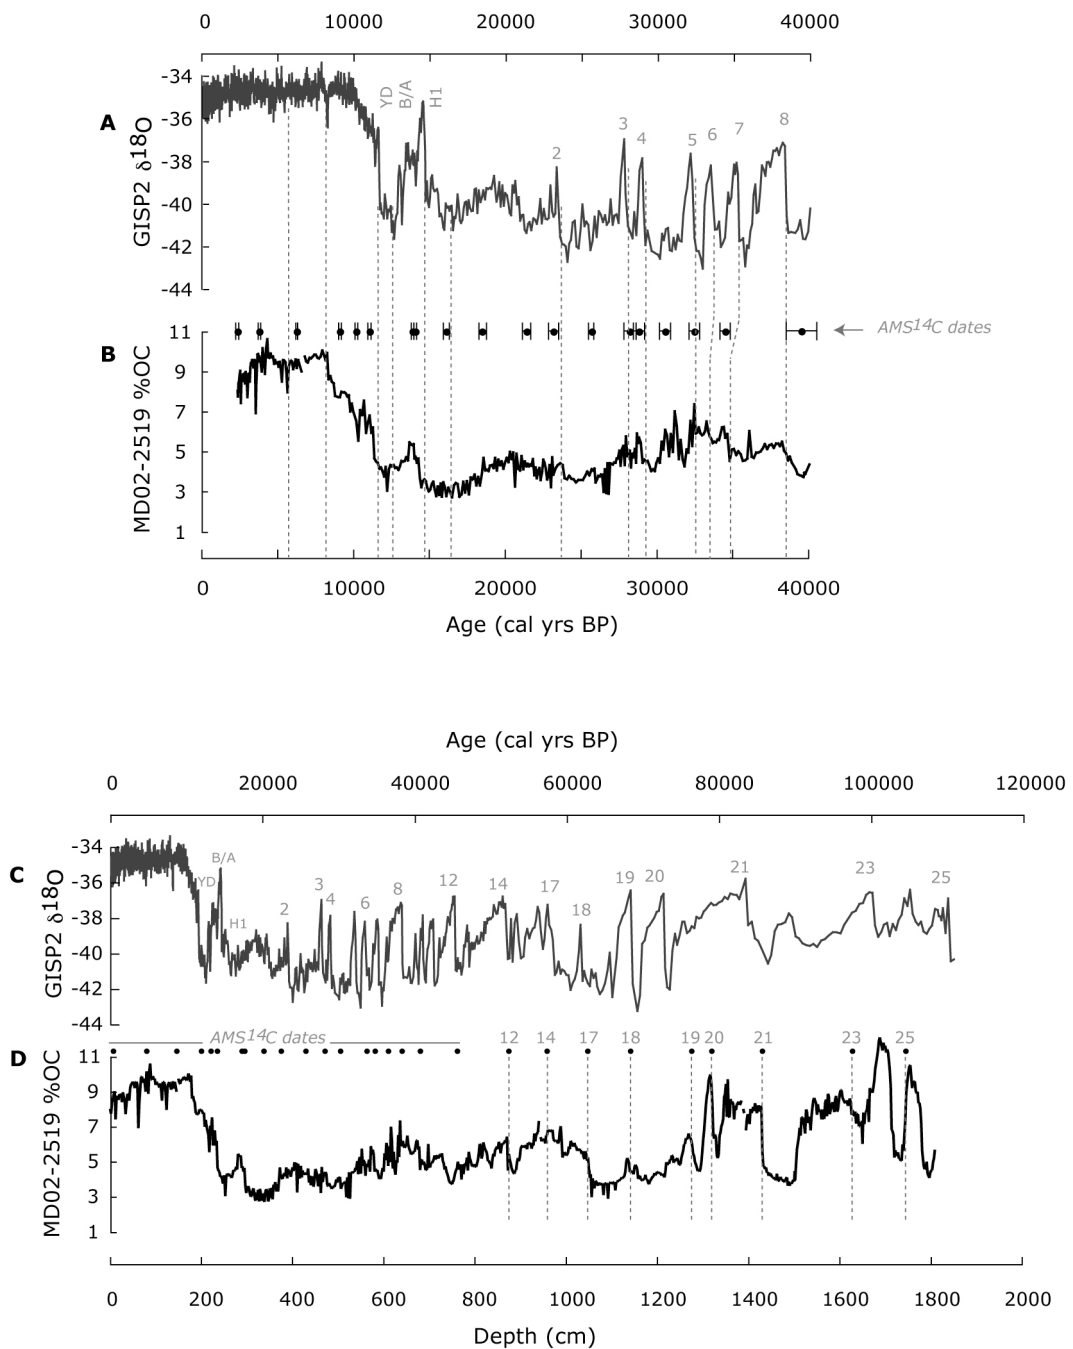 0 10000 20000 30000 40000
-34
-36
-38
-40
-42
-44
A
GISP2 δ18O
YD B/A H1
2 3 4 5 6 7 8
AMS14C dates
11
9
7
5
3
1
B
MD02-2519 %OC
0 10000 20000 30000 40000
Age (cal yrs BP)
Age (cal yrs BP)
0 20000 40000 60000 80000 100000 120000
-34
-36
-38
-40
-42
-44
C
GISP2 δ18O
YD B/A H1
2 3 4 6 8 12 14 17 18 19 20 21 23 25
AMS14C dates
12 14 17 18 19 20 21 23 25
11
9
7
5
3
1
D
MD02-2519 %OC
0 200 400 600 800 1000 1200 1400 1600 1800 2000
Depth (cm)